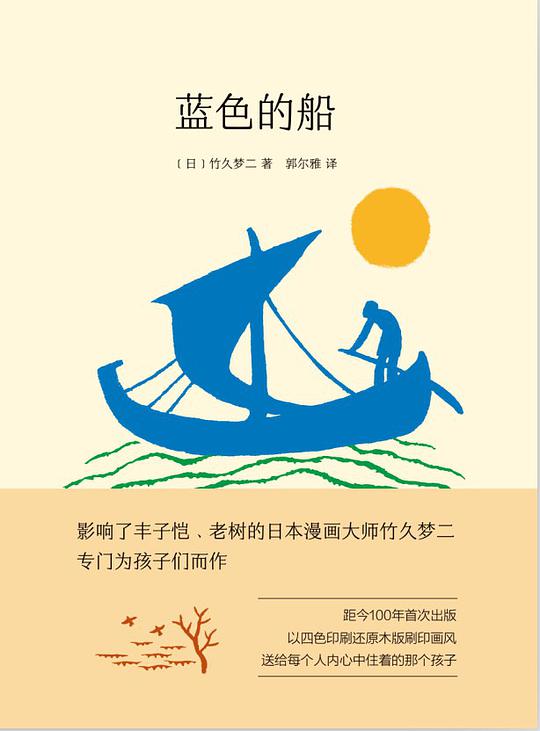 蓝色的船
〔日〕竹久梦二 著 郭尔雅 译
影响了丰子恺、老树的日本漫画大师竹久梦二
专门为孩子们而作
距今100年首次出版
以四色印刷还原木版刷印画风
送给每个人内心中住着的那个孩子